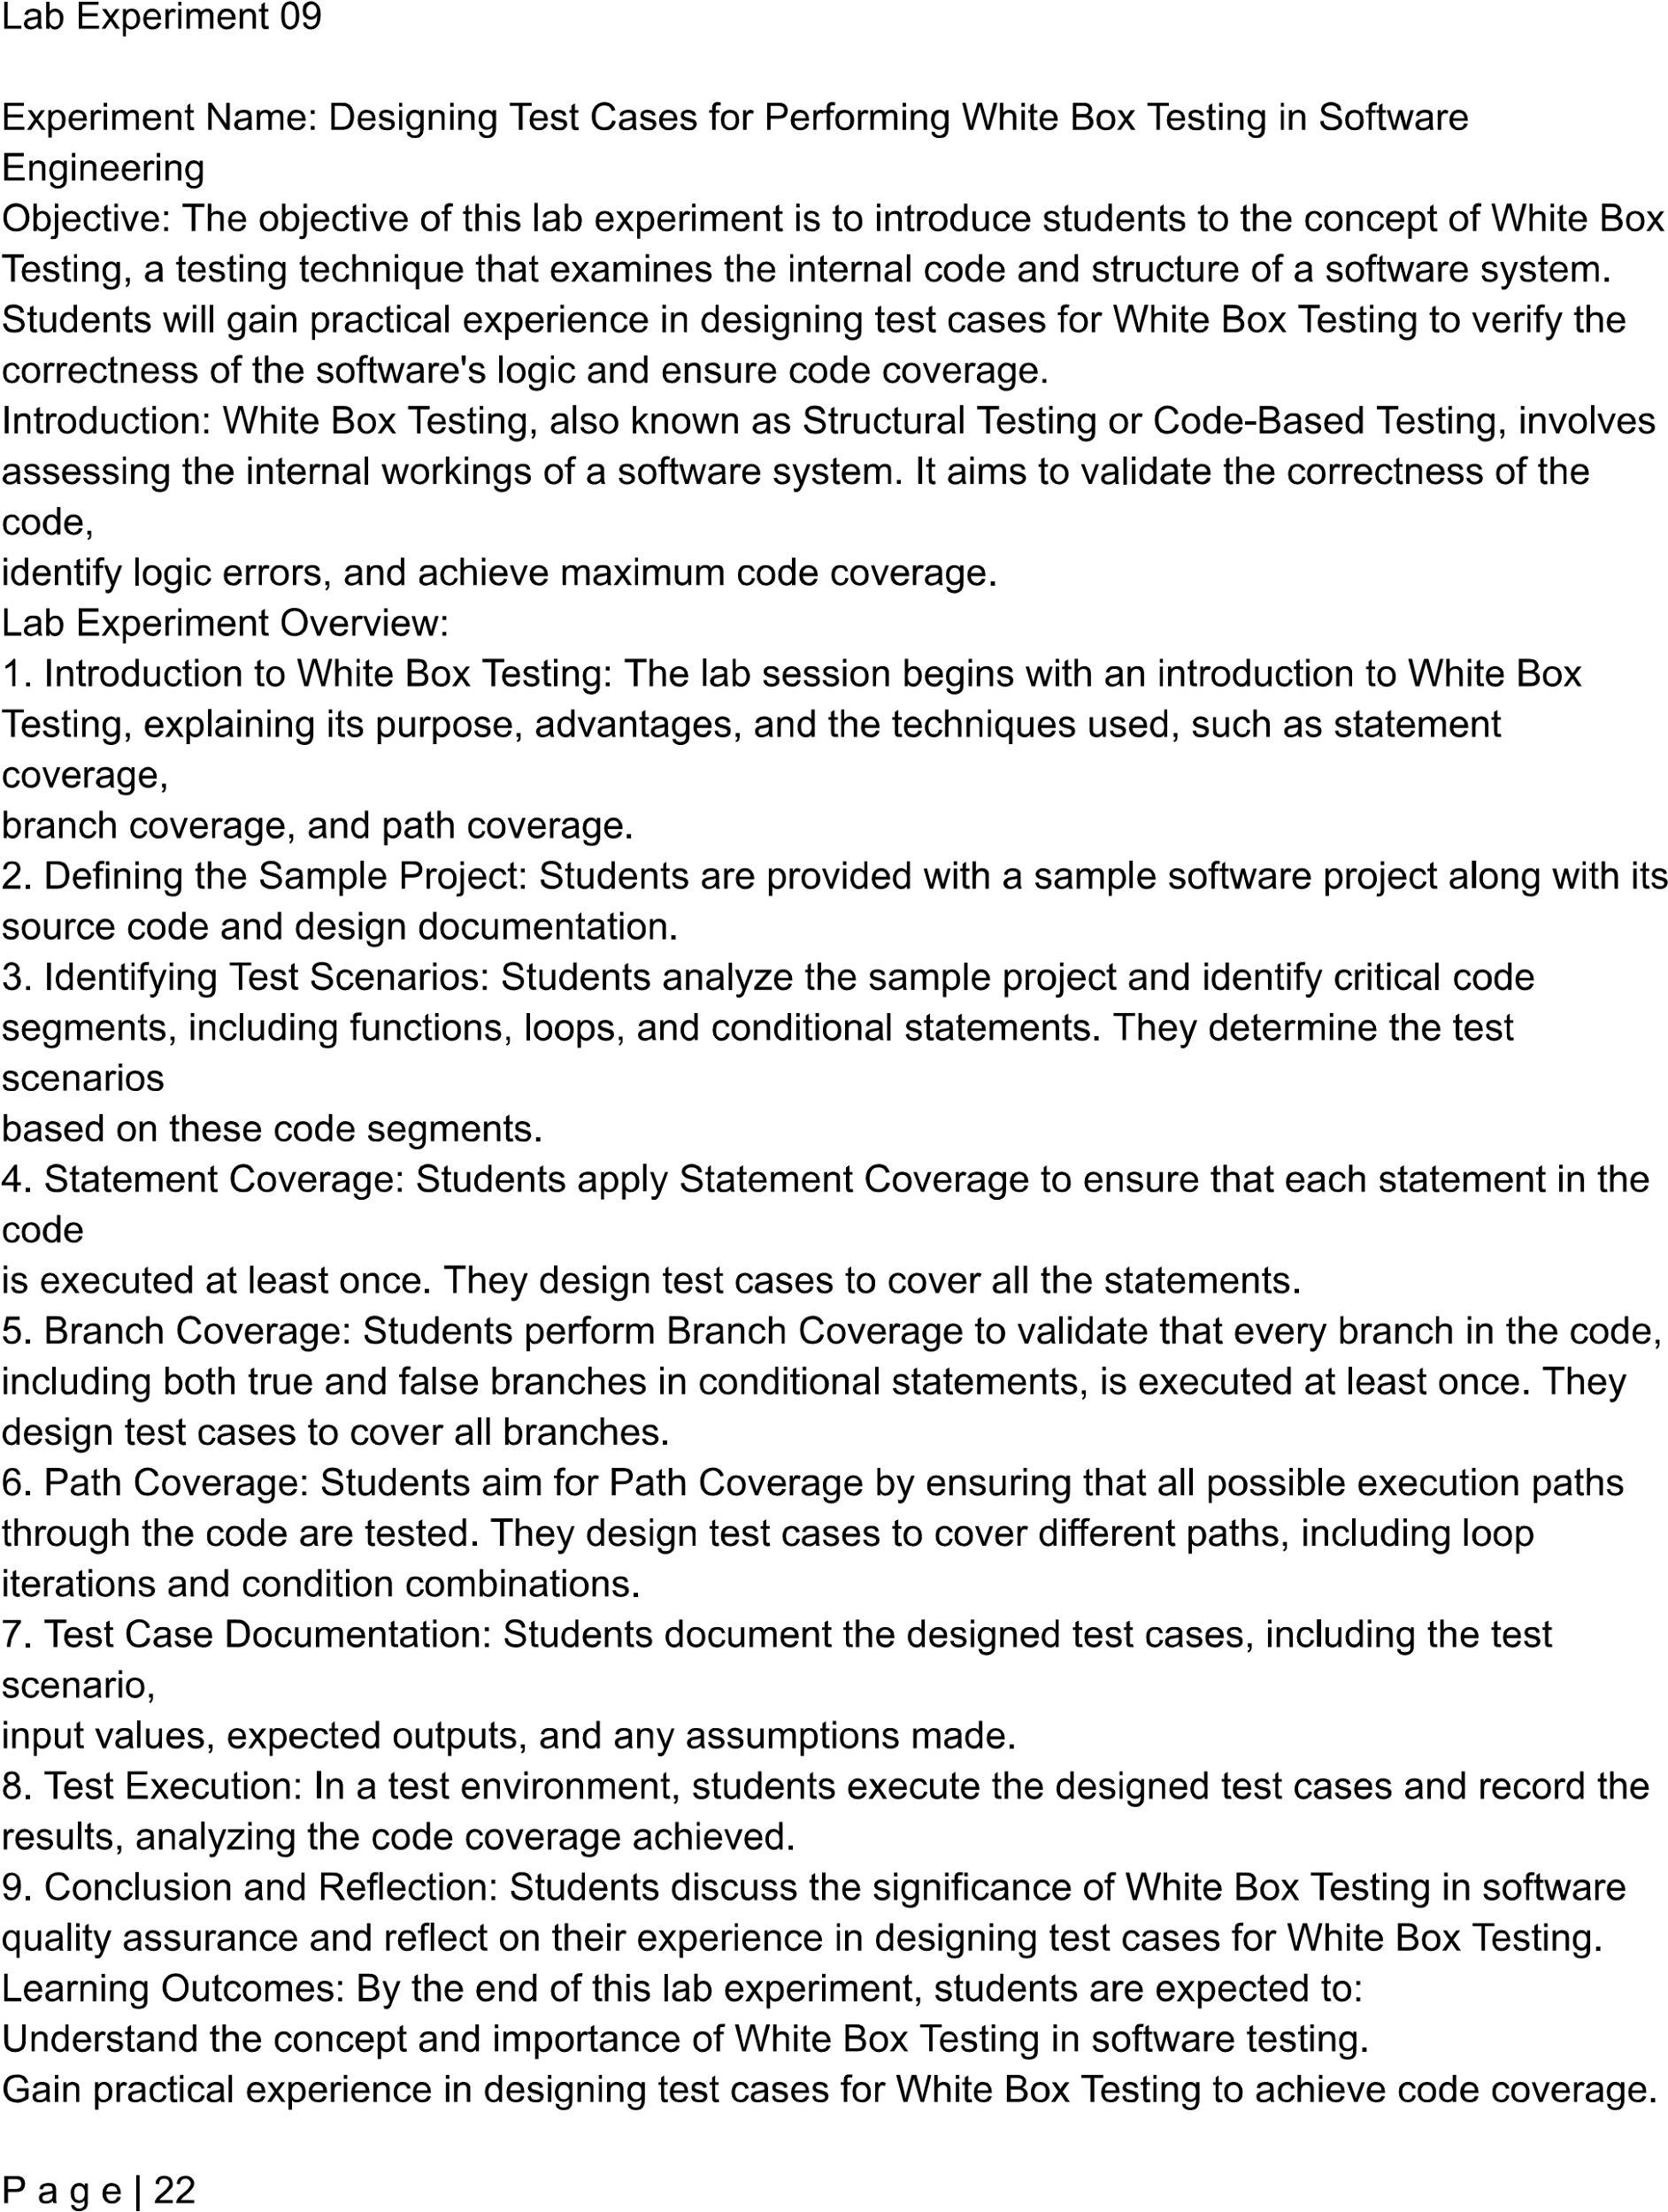 Lab Experiment 09
Experiment Name: Designing Test Cases for Performing White Box Testing in Software
Engineering
Objective: The objective of this lab experiment is to introduce students to the concept of White Box
Testing, a testing technique that examines the internal code and structure of a software system.
Students will gain practical experience in designing test cases for White Box Testing to verify the
correctness of the software's logic and ensure code coverage.
Introduction: White Box Testing, also known as Structural Testing or Code-Based Testing, involves
assessing the internal workings of a software system. It aims to validate the correctness of the
code,
identify logic errors, and achieve maximum code coverage.
Lab Experiment Overview:
1. Introduction to White Box Testing: The lab session begins with an introduction to White Box
Testing, explaining its purpose, advantages, and the techniques used, such as statement
coverage,
branch coverage, and path coverage.
2. Defining the Sample Project: Students are provided with a sample software project along with its
source code and design documentation.
3. Identifying Test Scenarios: Students analyze the sample project and identify critical code
segments, including functions, loops, and conditional statements. They determine the test
scenarios
based on these code segments.
4. Statement Coverage: Students apply Statement Coverage to ensure that each statement in the
code
is executed at least once. They design test cases to cover all the statements.
5. Branch Coverage: Students perform Branch Coverage to validate that every branch in the code,
including both true and false branches in conditional statements, is executed at least once. They
design test cases to cover all branches.
6. Path Coverage: Students aim for Path Coverage by ensuring that all possible execution paths
through the code are tested. They design test cases to cover different paths, including loop
iterations and condition combinations.
7. Test Case Documentation: Students document the designed test cases, including the test
scenario,
input values, expected outputs, and any assumptions made.
8. Test Execution: In a test environment, students execute the designed test cases and record the
results, analyzing the code coverage achieved.
9. Conclusion and Reflection: Students discuss the significance of White Box Testing in software
quality assurance and reflect on their experience in designing test cases for White Box Testing.
Learning Outcomes: By the end of this lab experiment, students are expected to:
Understand the concept and importance of White Box Testing in software testing.
Gain practical experience in designing test cases for White Box Testing to achieve code coverage.
P a g e | 22